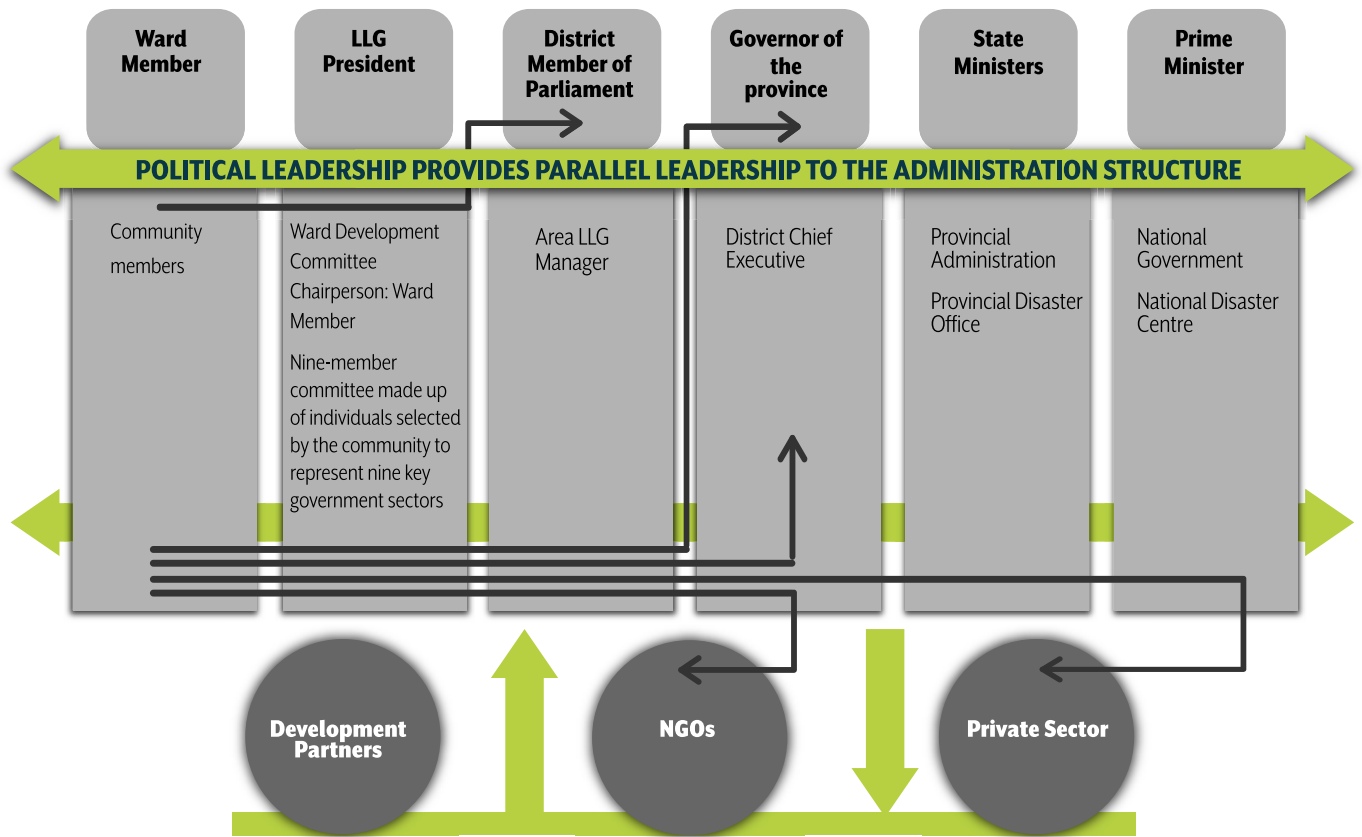 Ward
Member
LLG
President
District
Member of
Parliament
Governor of
the
province
State
Ministers
Prime
Minister
POLITICAL LEADERSHIP PROVIDES PARALLEL LEADERSHIP TO THE ADMINISTRATION STRUCTURE
Community
members
Ward Development
Committee
Chairperson: Ward
Member
Nine-member
committee made up
of individuals selected
by the community to
represent nine key
government sectors
Area LLG
Manager
District Chief
Executive
Provincial
Administration
Provincial Disaster
Office
National
Government
National Disaster
Centre
Development
Partners
NGOs
Private Sector